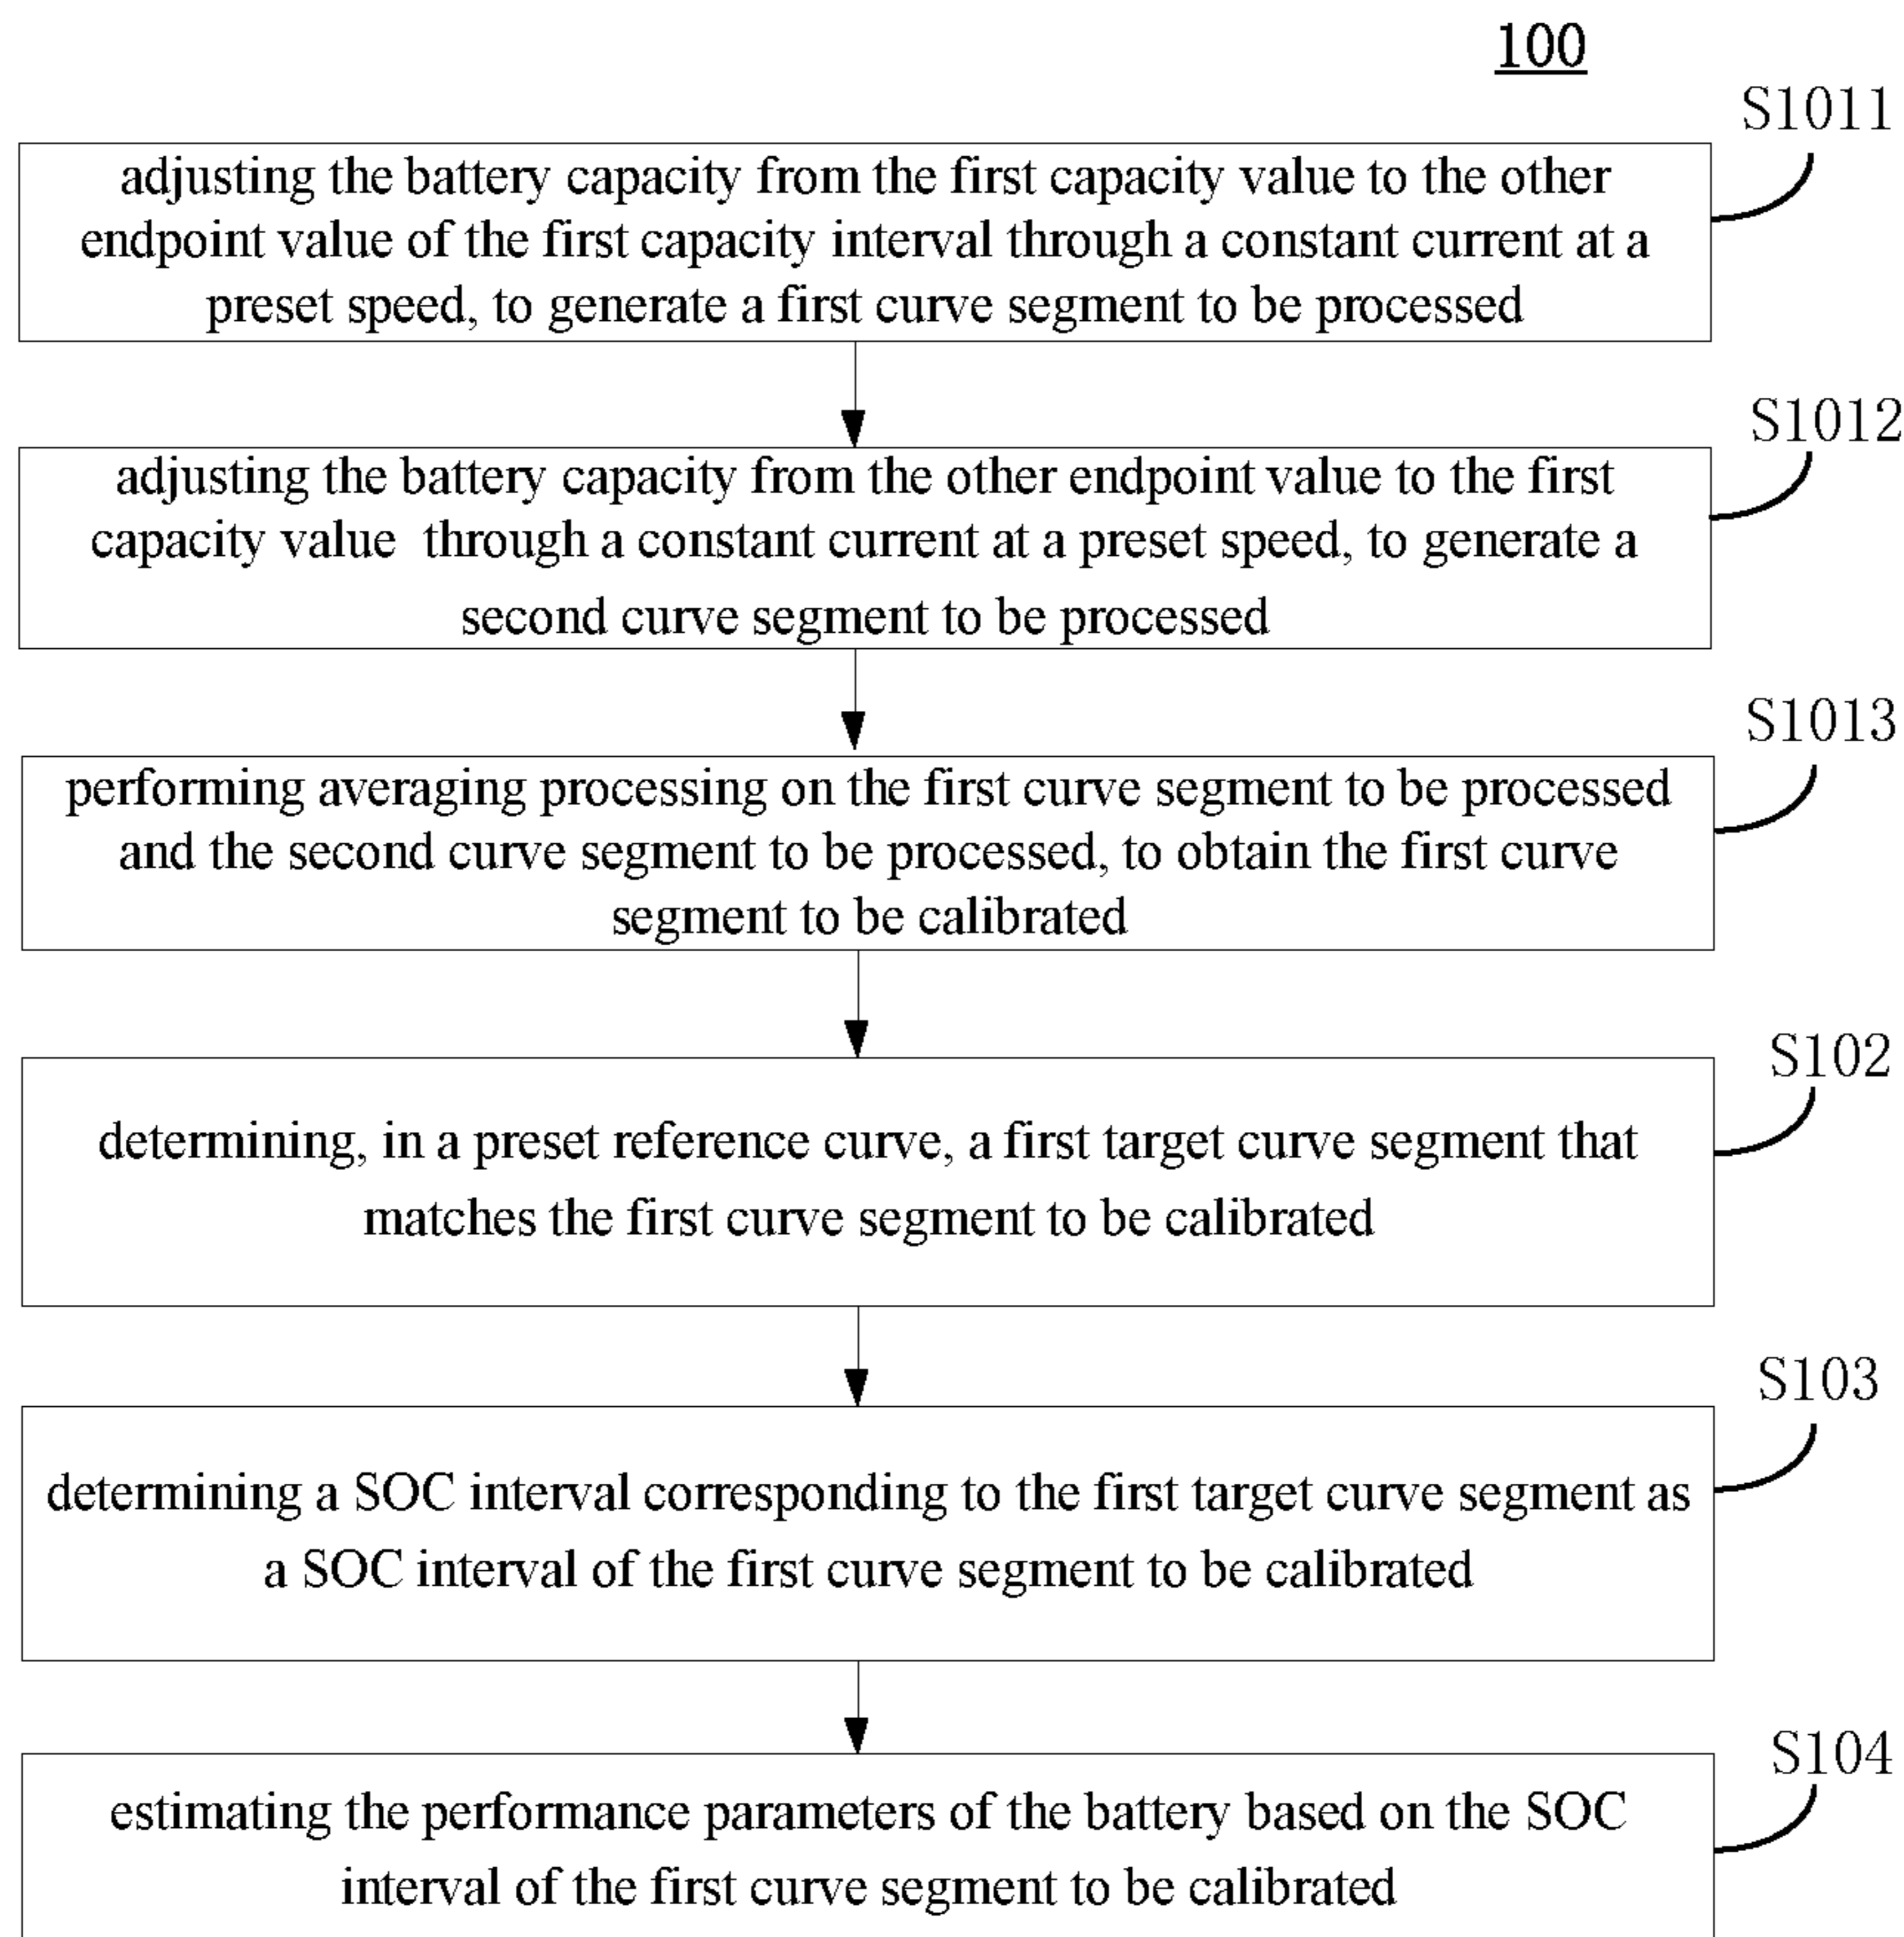 100
S1011
adjusting the battery capacity from the first capacity value to the other
endpoint value of the first capacity interval through a constant current at a
preset speed, to generate a first curve segment to be processed
S1012
adjusting the battery capacity from the other endpoint value to the first
capacity value through a constant current at a preset speed, to generate a
second curve segment to be processed
S1013
performing averaging processing on the first curve segment to be processed
and the second curve segment to be processed, to obtain the first curve
segment to be calibrated
S102
determining, in a preset reference curve, a first target curve segment that
matches the first curve segment to be calibrated
S103
determining a SOC interval corresponding to the first target curve segment as
a SOC interval of the first curve segment to be calibrated
S104
estimating the performance parameters of the battery based on the SOC
interval of the first curve segment to be calibrated